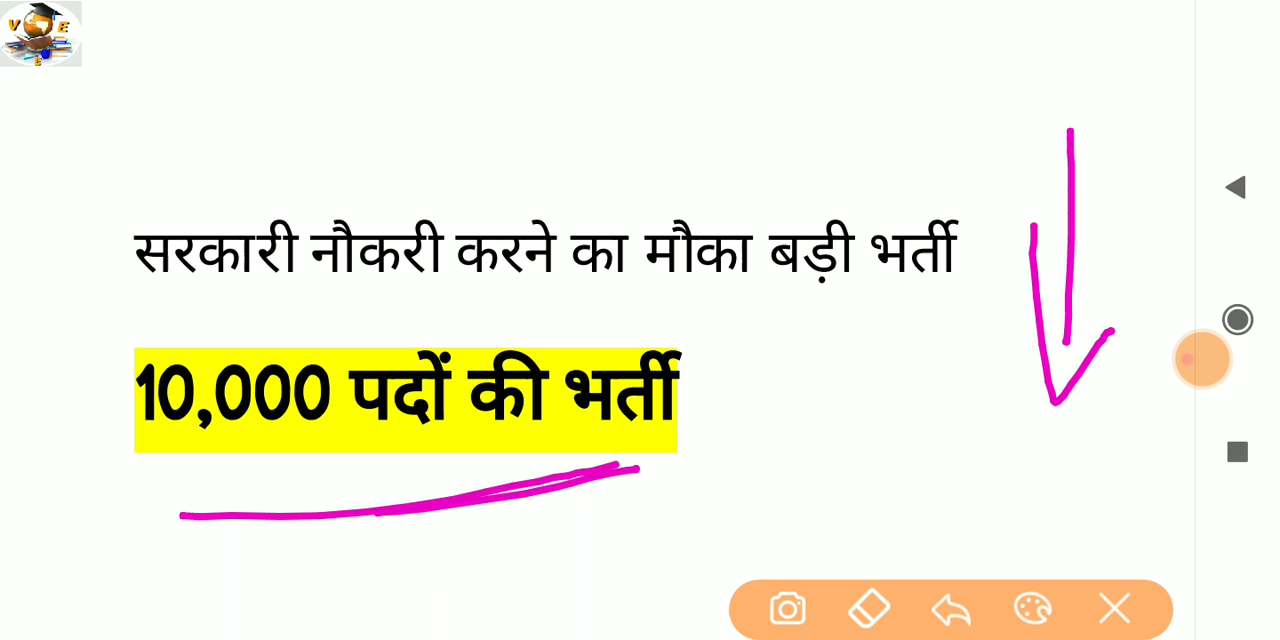 V E
E
सरकारी नौकरी करने का मौका बड़ी भर्ती
10,000 पदों की भर्ती